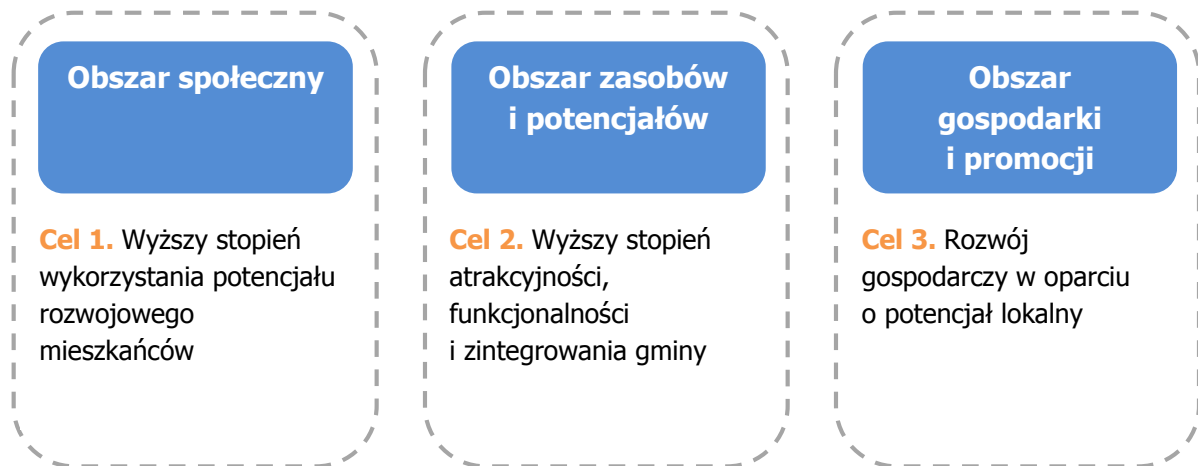 Obszar społeczny
Cel 1. Wyższy stopień
wykorzystania potencjału
rozwojowego
mieszkańców
Obszar zasobów
i potencjałów
Cel 2. Wyższy stopień
atrakcyjności,
funkcjonalności
i zintegrowania gminy
Obszar
gospodarki
i promocji
Cel 3. Rozwój
gospodarczy w oparciu
o potencjał lokalny